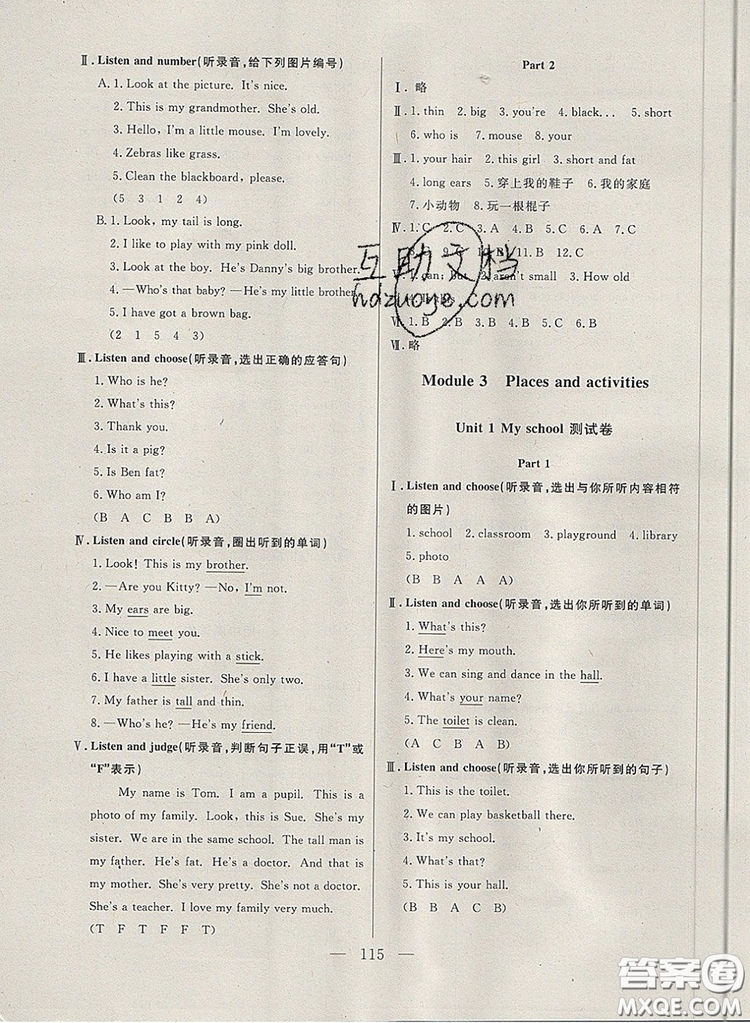 Ⅱ. Listen and number(听录音,给下列图片编号)
A. 1. Look at the picture. It's nice.
2. This is my grandmother. She's old.
3. Hello, I'm a little mouse. I'm lovely.
4. Zebras like grass.
5. Clean the blackboard, please.
(5 3 1 2 4)
B. 1. Look, my tail is long.
2. I like to play with my pink doll.
3. Look at the boy. He's Danny's big brother.
4. —Who's that baby? —He's my little brother.
5. I have got a brown bag.
(2 1 5 4 3)
Ⅲ. Listen and choose(听录音,选出正确的应答句)
1. Who is he?
2. What's this?
3. Thank you.
4. Is it a pig?
5. Is Ben fat?
6. Who am I?
(B A C B B A)
Ⅳ. Listen and circle(听录音,圈出听到的单词)
1. Look! This is my brother.
2. —Are you Kitty? —No, I'm not.
3. My ears are big.
4. Nice to meet you.
5. He likes playing with a stick.
6. I have a little sister. She's only two.
7. My father is tall and thin.
8. —Who's he? —He's my friend.
Ⅴ. Listen and judge(听录音,判断句子正误,用“T”或
“F”表示)
My name is Tom. I am a pupil. This is a
photo of my family. Look, this is Sue. She's my
sister. We are in the same school. The tall man is
my father. He's fat. He's a doctor. And that
is my mother. She's very pretty. She's not a doctor.
She's a teacher. I love my family very much.
(T F T F F T)
Part 2
Ⅰ. 略
Ⅱ. 1. thin 2. big 3. you're 4. black... 5. short
6. who is 7. mouse 8. your
Ⅲ. 1. your hair 2. this girl 3. short and fat
4. long ears 5. 穿上我的鞋子 6. 我的家庭
7. 小动物 8. 玩一根棍子
Ⅳ. 1. C 2. C 3. A 4. A 5. C 6. B 7. A
9. C 11. B 12. C
1. can; but 2. aren't small 3. How old
Ⅵ. 1. B 2. B 3. A 4. B 5. B
Ⅶ. 略
互助文档
hdzuoye.com
Module 3 Places and activities
Unit 1 My school 测试卷
Part 1
Ⅰ. Listen and choose(听录音,选出与你所听内容相符
的图片)
1. school 2. classroom 3. playground 4. library
5. photo
(B B A A A)
Ⅱ. Listen and choose(听录音,选出你所听到的单词)
1. What's this?
2. Here's my mouth.
3. We can sing and dance in the hall.
4. What's your name?
5. The toilet is clean.
(A C B A B)
Ⅲ. Listen and choose(听录音,选出你所听到的句子)
1. This is the toilet.
2. We can play basketball there.
3. It's my school.
4. What's that?
5. This is your hall.
(B B A C B)
— 115 —
答案圈
MXQE.COM